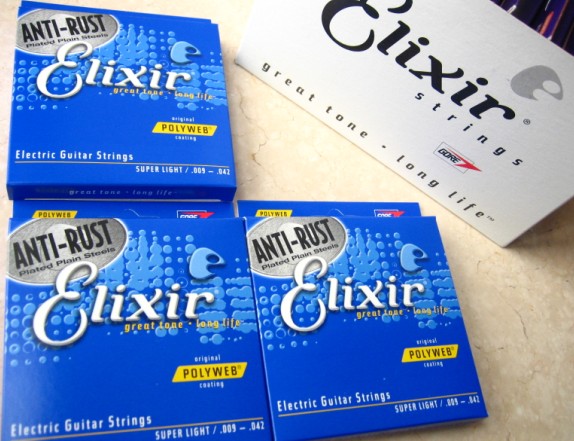 ANTI-RUST
Plated Plain Steels
Elixir
great tone · long life
original
POLYWEB®
coating
Electric Guitar Strings
SUPER LIGHT / .009 – .042
great tone · long life
Elixir®
strings
great tone · long life™
GORE
POLYWEB
GORE
ANTI-RUST
Plated Plain Steels
Elixir
great tone · long life
original
POLYWEB®
coating
Electric Guitar Strings
SUPER LIGHT / .009 – .042
POLYWEB
GORE
ANTI-RUST
Plated Plain Steels
Elixir
great tone · long life
original
POLYWEB®
coating
Electric Guitar Strings
SUPER LIGHT / .009 – .042